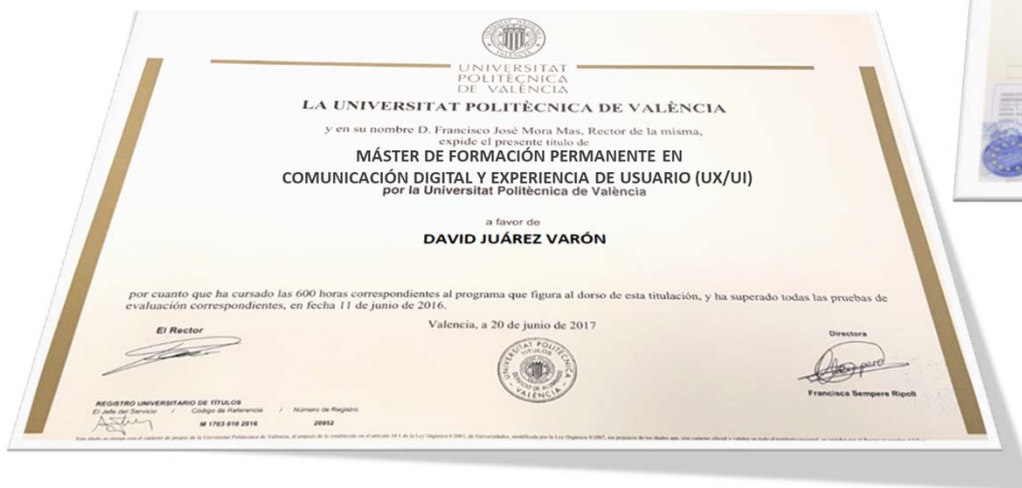 UNIVERSITAT
POLITÈCNICA
DE VALÈNCIA
LA UNIVERSITAT POLITÈCNICA DE VALÈNCIA
y en su nombre D. Francisco José Mora Mas, Rector de la misma,
expide el presente título de
MÁSTER DE FORMACIÓN PERMANENTE EN
COMUNICACIÓN DIGITAL Y EXPERIENCIA DE USUARIO (UX/UI)
por la Universitat Politècnica de València
a favor de
DAVID JUÁREZ VARÓN
por cuanto que ha cursado las 600 horas correspondientes al programa que figura al dorso de esta titulación, y ha superado todas las pruebas de
evaluación correspondientes, en fecha 11 de junio de 2016.
Valencia, a 20 de junio de 2017
El Rector
Directora
Francisca Sempere Ripoll
REGISTRO UNIVERSITARIO DE TÍTULOS
El Jefe del Servicio / Código de Referencia / Número de Registro
M 1703 018 2016 20952